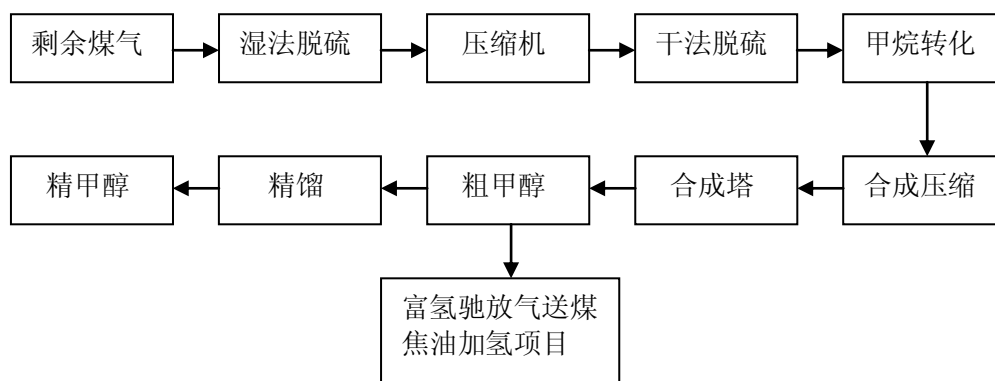 剩余煤气
湿法脱硫
压缩机
干法脱硫
甲烷转化
精甲醇
精馏
粗甲醇
合成塔
合成压缩
富氢驰放气送煤
焦油加氢项目